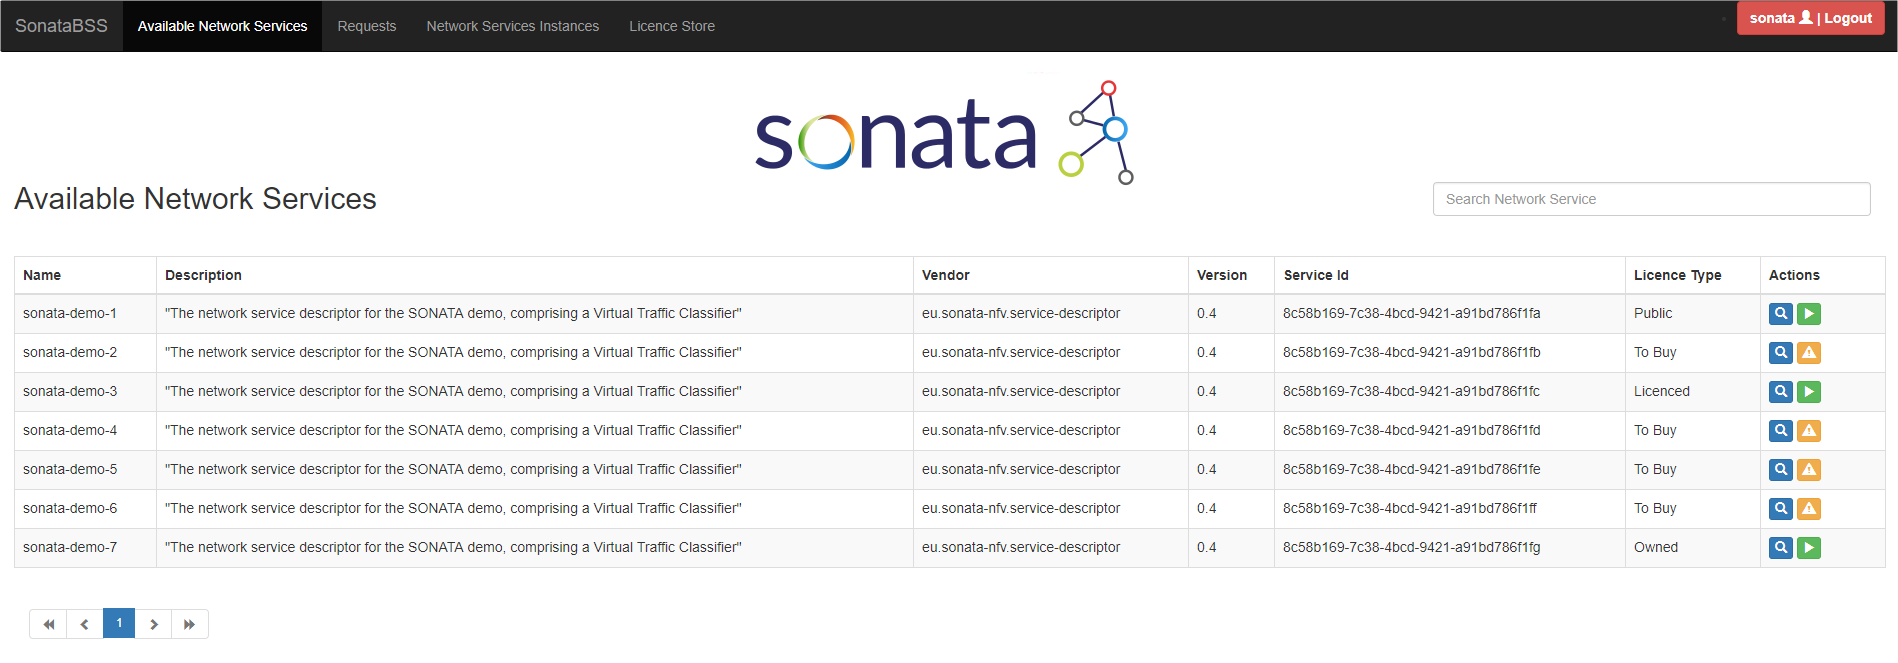 SonataBSS Available Network Services Requests Network Services Instances Licence Store sonata | Logout
sonata
Available Network Services
Search Network Service
Name Description Vendor Version Service Id Licence Type Actions
sonata-demo-1 "The network service descriptor for the SONATA demo, comprising a Virtual Traffic Classifier" eu.sonata-nfv.service-descriptor 0.4 8c58b169-7c38-4bcd-9421-a91bd786f1fa Public
sonata-demo-2 "The network service descriptor for the SONATA demo, comprising a Virtual Traffic Classifier" eu.sonata-nfv.service-descriptor 0.4 8c58b169-7c38-4bcd-9421-a91bd786f1fb To Buy
sonata-demo-3 "The network service descriptor for the SONATA demo, comprising a Virtual Traffic Classifier" eu.sonata-nfv.service-descriptor 0.4 8c58b169-7c38-4bcd-9421-a91bd786f1fc Licenced
sonata-demo-4 "The network service descriptor for the SONATA demo, comprising a Virtual Traffic Classifier" eu.sonata-nfv.service-descriptor 0.4 8c58b169-7c38-4bcd-9421-a91bd786f1fd To Buy
sonata-demo-5 "The network service descriptor for the SONATA demo, comprising a Virtual Traffic Classifier" eu.sonata-nfv.service-descriptor 0.4 8c58b169-7c38-4bcd-9421-a91bd786f1fe To Buy
sonata-demo-6 "The network service descriptor for the SONATA demo, comprising a Virtual Traffic Classifier" eu.sonata-nfv.service-descriptor 0.4 8c58b169-7c38-4bcd-9421-a91bd786f1ff To Buy
sonata-demo-7 "The network service descriptor for the SONATA demo, comprising a Virtual Traffic Classifier" eu.sonata-nfv.service-descriptor 0.4 8c58b169-7c38-4bcd-9421-a91bd786f1fg Owned
1